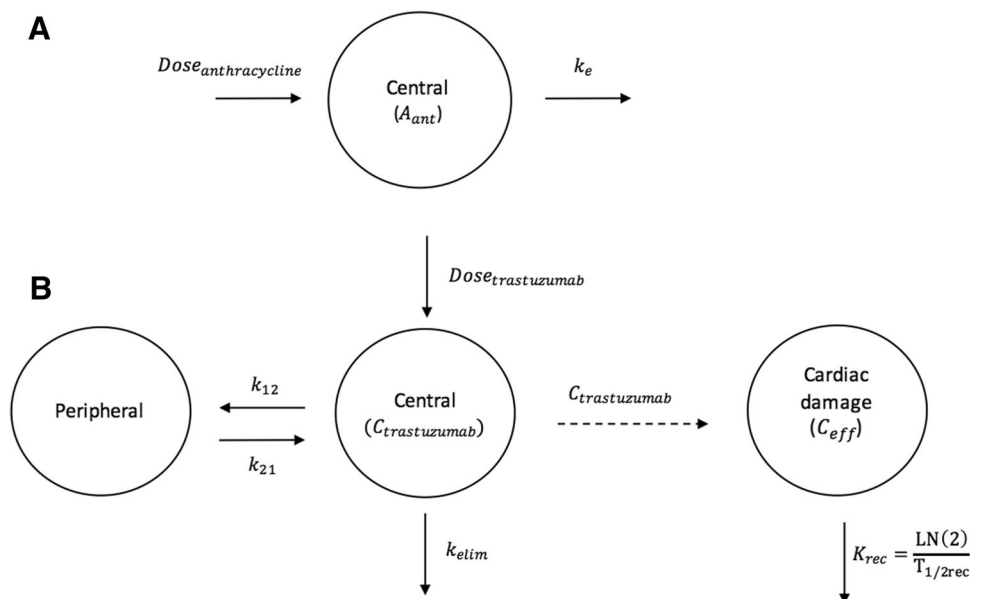 A
Dose_anthracycline
Central
(A_ant)
k_e
B
Dose_trastuzumab
Peripheral
k_12
k_21
Central
(C_trastuzumab)
C_trastuzumab
Cardiac
damage
(C_eff)
k_elim
K_rec = LN(2)/T_1/2rec